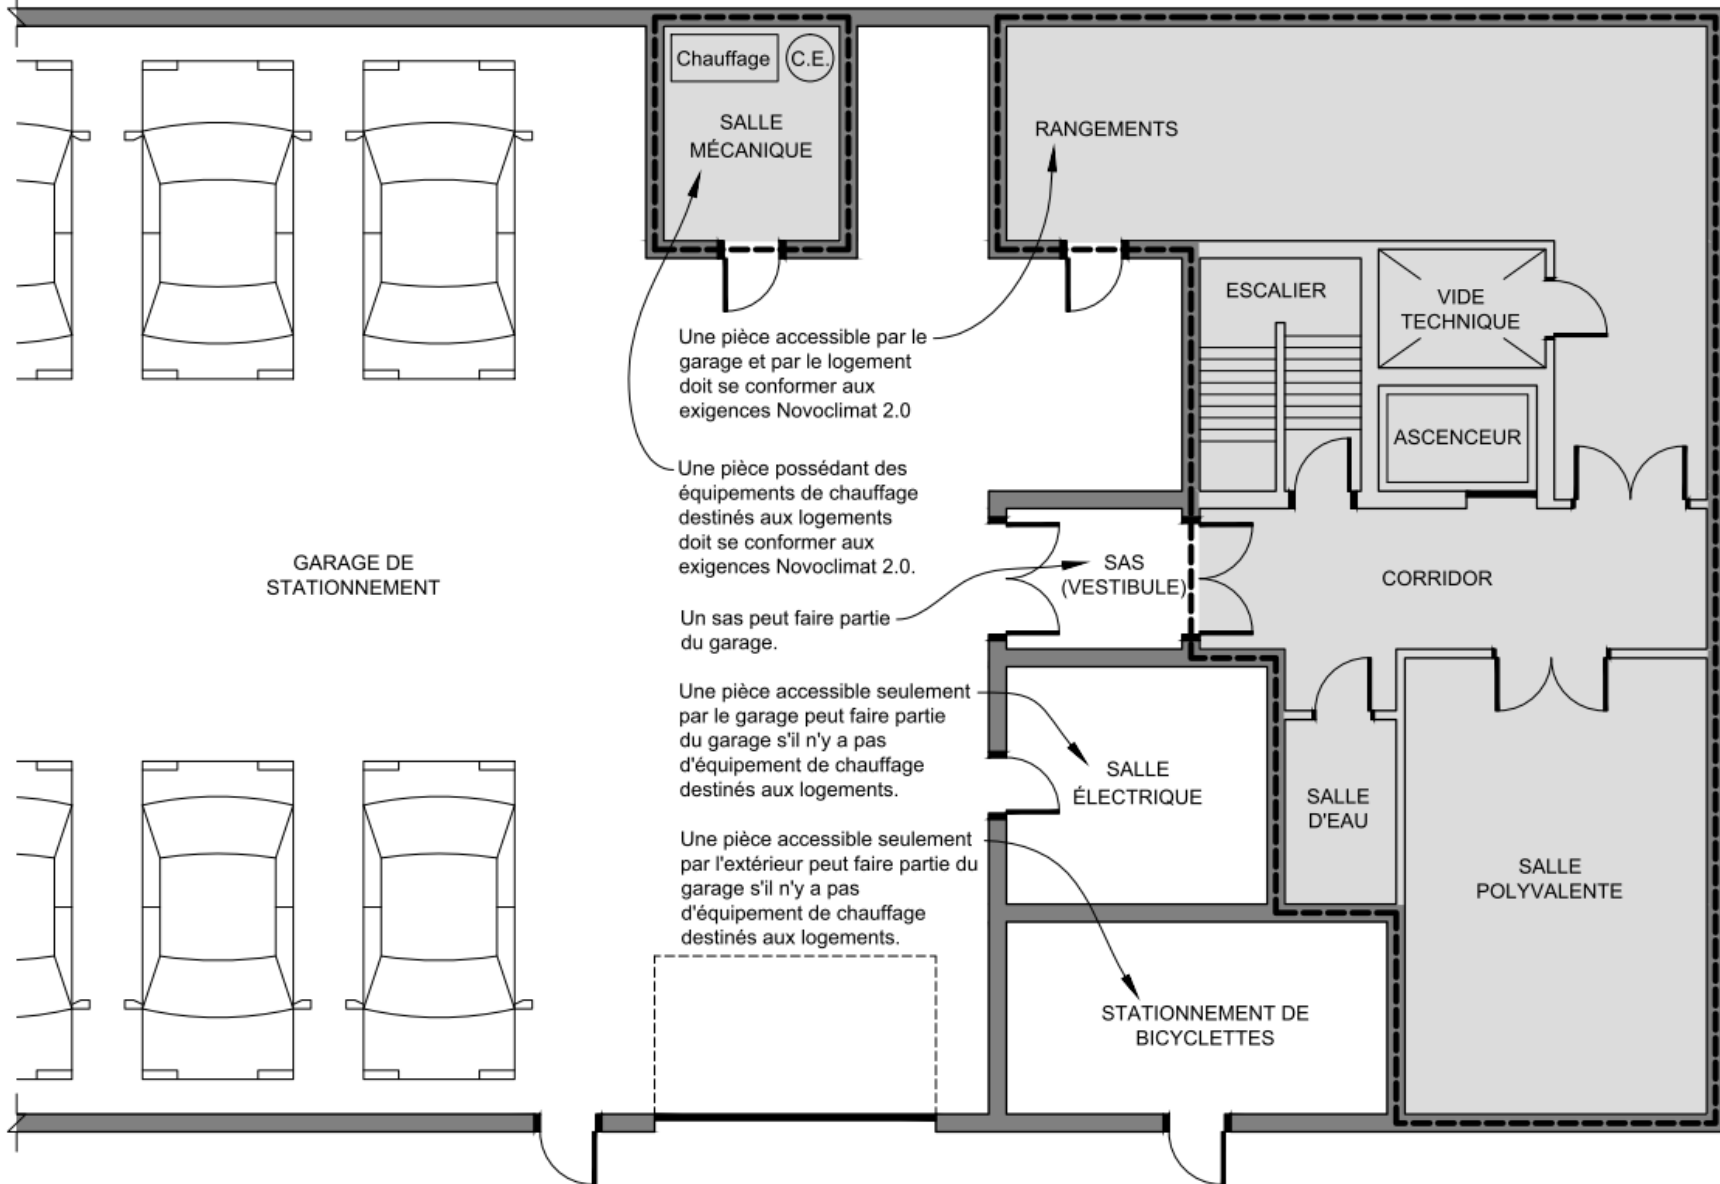 Chauffage
C.E.
SALLE
MÉCANIQUE
RANGEMENTS
ESCALIER
VIDE
TECHNIQUE
ASCENCEUR
Une pièce accessible par le
garage et par le logement
doit se conformer aux
exigences Novoclimat 2.0
Une pièce possédant des
équipements de chauffage
destinés aux logements
doit se conformer aux
exigences Novoclimat 2.0.
GARAGE DE
STATIONNEMENT
SAS
(VESTIBULE)
CORRIDOR
Un sas peut faire partie
du garage.
Une pièce accessible seulement
par le garage peut faire partie
du garage s'il n'y a pas
d'équipement de chauffage
destinés aux logements.
SALLE
ÉLECTRIQUE
SALLE
D'EAU
SALLE
POLYVALENTE
Une pièce accessible seulement
par l'extérieur peut faire partie du
garage s'il n'y a pas
d'équipement de chauffage
destinés aux logements.
STATIONNEMENT DE
BICYCLETTES